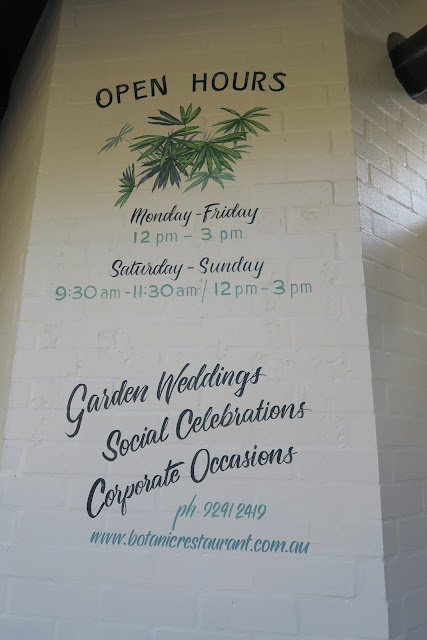 OPEN HOURS
Monday - Friday
12 pm - 3 pm
Saturday - Sunday
9:30 am - 11:30 am / 12 pm - 3 pm
Garden Weddings
Social Celebrations
Corporate Occasions
ph. 9241 2419
www.botanicrestaurant.com.au